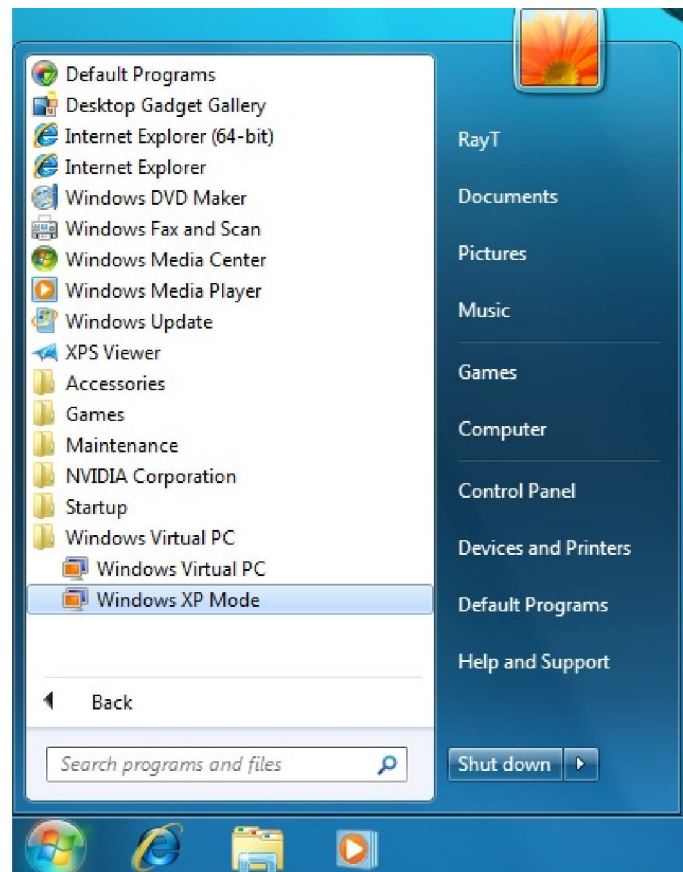 Default Programs
Desktop Gadget Gallery
Internet Explorer (64-bit)
Internet Explorer
Windows DVD Maker
Windows Fax and Scan
Windows Media Center
Windows Media Player
Windows Update
XPS Viewer
Accessories
Games
Maintenance
NVIDIA Corporation
Startup
Windows Virtual PC
Windows Virtual PC
Windows XP Mode
Back
Search programs and files
RayT
Documents
Pictures
Music
Games
Computer
Control Panel
Devices and Printers
Default Programs
Help and Support
Shut down